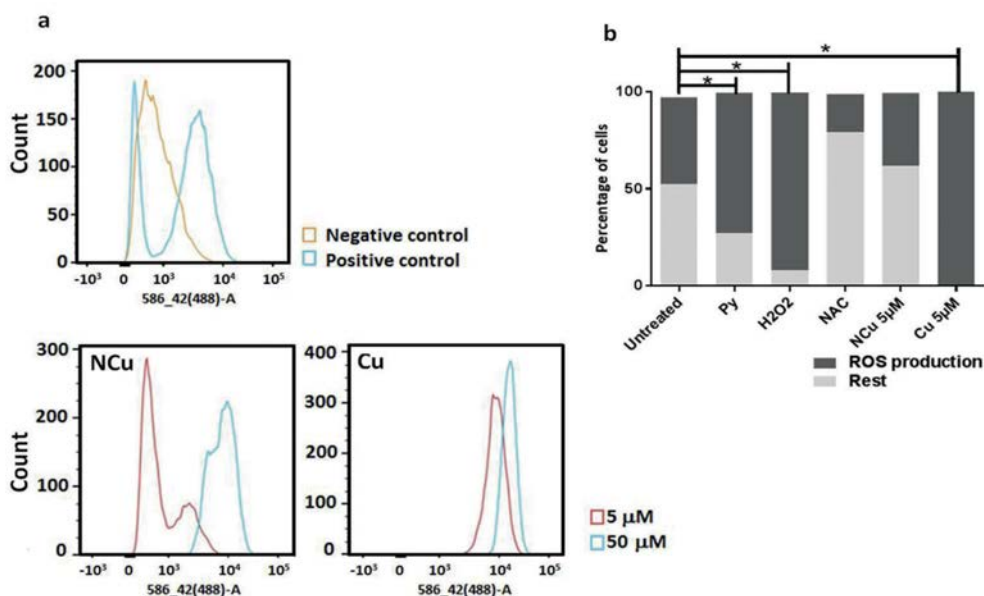 a
200
150
100
50
0
Count
-10³ 0 10³ 10⁴ 10⁵
586_42(488)-A
Negative control
Positive control
NCu
300
200
100
0
Count
-10³ 0 10³ 10⁴ 10⁵
586_42(488)-A
Cu
400
300
200
100
0
-10³ 0 10³ 10⁴ 10⁵
586_42(488)-A
5 µM
50 µM
b
*
*
*
100
50
0
Percentage of cells
Untreated
Py
H2O2
NAC
NCu 5µM
Cu 5µM
ROS production
Rest